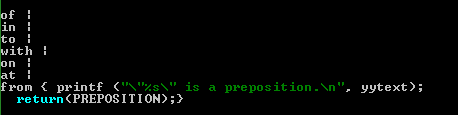 of ¦
in ¦
to ¦
with ¦
on ¦
at ¦
from { printf ("\"%s\" is a preposition.\n", yytext);
  return(PREPOSITION);}